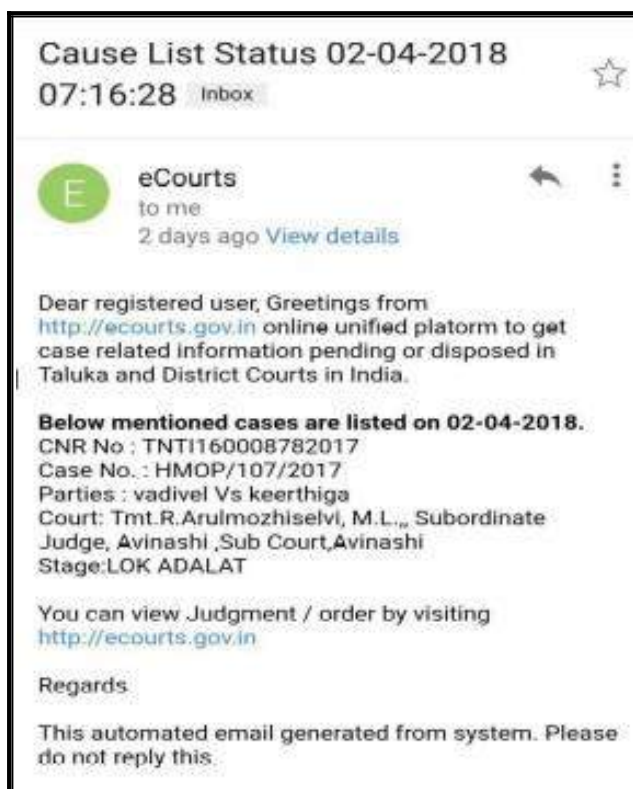 Cause List Status 02-04-2018
07:16:28 Inbox
E
eCourts
to me
2 days ago View details
Dear registered user, Greetings from
http://ecourts.gov.in online unified platorm to get
case related information pending or disposed in
Taluka and District Courts in India.
Below mentioned cases are listed on 02-04-2018.
CNR No : TNTI160008782017
Case No. : HMOP/107/2017
Parties : vadivel Vs keerthiga
Court: Tmt.R.Arulmozhiselvi, M.L.,, Subordinate
Judge, Avinashi ,Sub Court,Avinashi
Stage:LOK ADALAT
You can view Judgment / order by visiting
http://ecourts.gov.in
Regards
This automated email generated from system. Please
do not reply this.